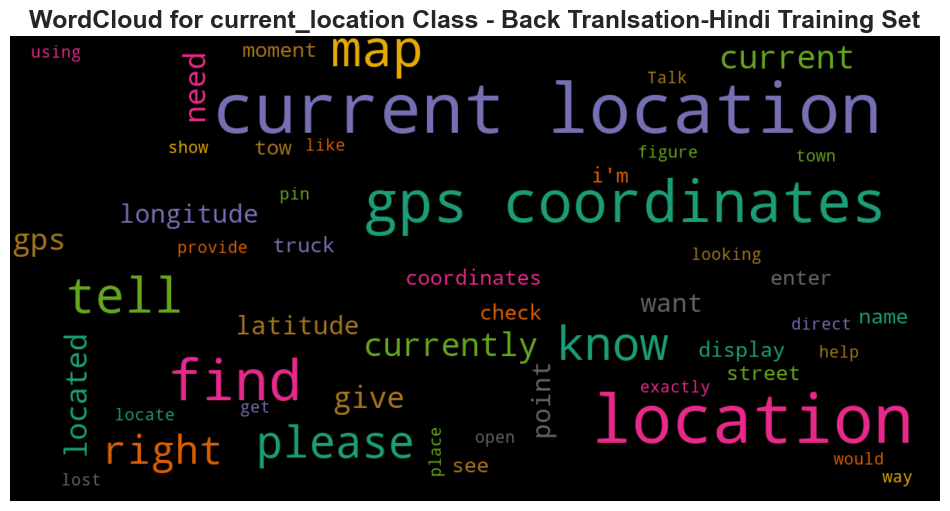 WordCloud for current_location Class - Back Tranlsation-Hindi Training Set
using
moment
map
current
need
Talk
current location
show
tow
like
figure
town
i'm
pin
gps coordinates
longitude
gps
provide
truck
looking
coordinates
enter
tell
want
check
latitude
direct
name
located
currently
know
display
help
street
find
point
exactly
give
get
locate
location
right
please
place
open
see
would
lost
way